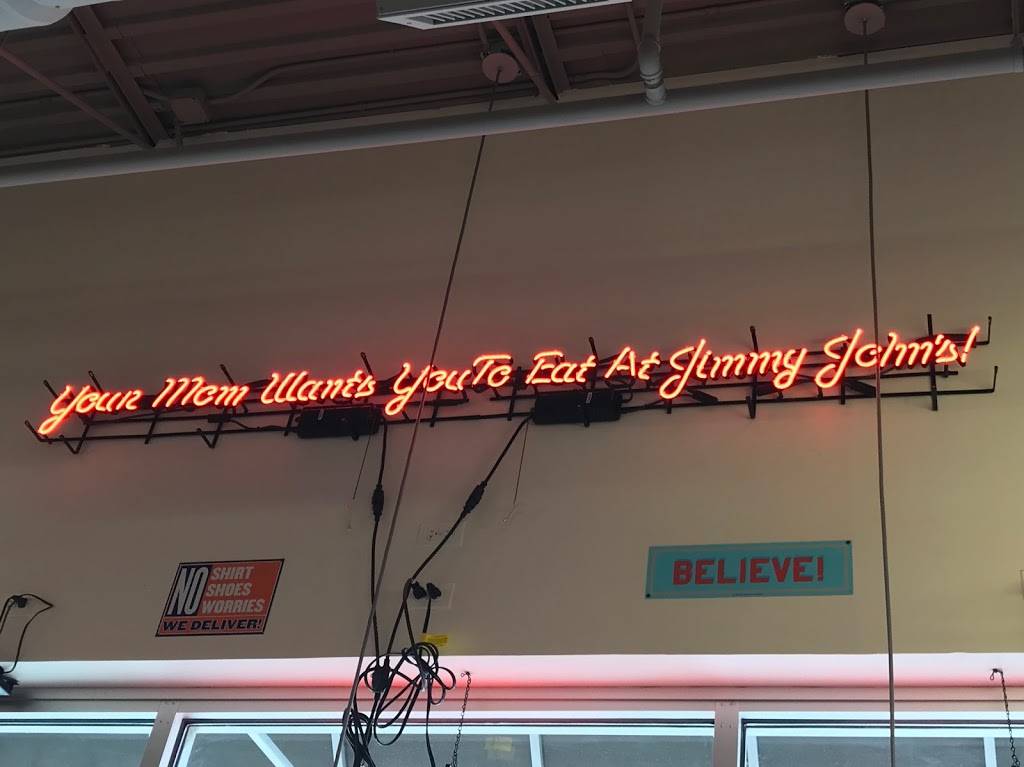 Your Mom Wants You To Eat At Jimmy John's!
NO SHIRT
SHOES
WORRIES
WE DELIVER!
BELIEVE!